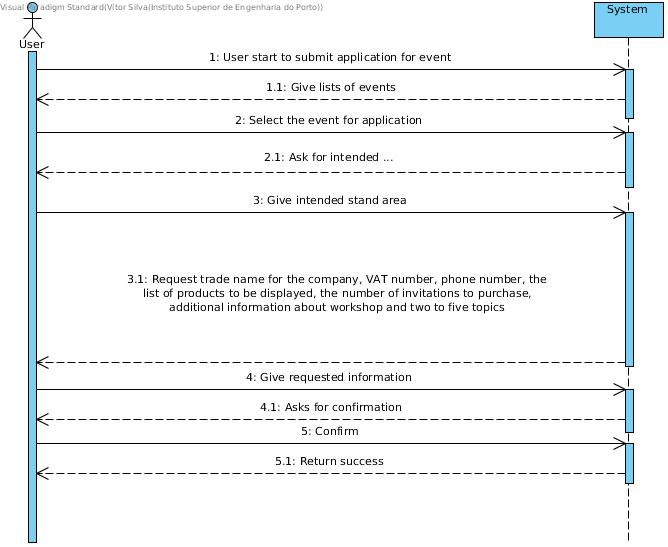 Visual Paradigm Standard(Vitor Silva(Instituto Superior de Engenharia do Porto))
System
User
1: User start to submit application for event
1.1: Give lists of events
2: Select the event for application
2.1: Ask for intended ...
3: Give intended stand area
3.1: Request trade name for the company, VAT number, phone number, the
list of products to be displayed, the number of invitations to purchase,
additional information about workshop and two to five topics
4: Give requested information
4.1: Asks for confirmation
5: Confirm
5.1: Return success